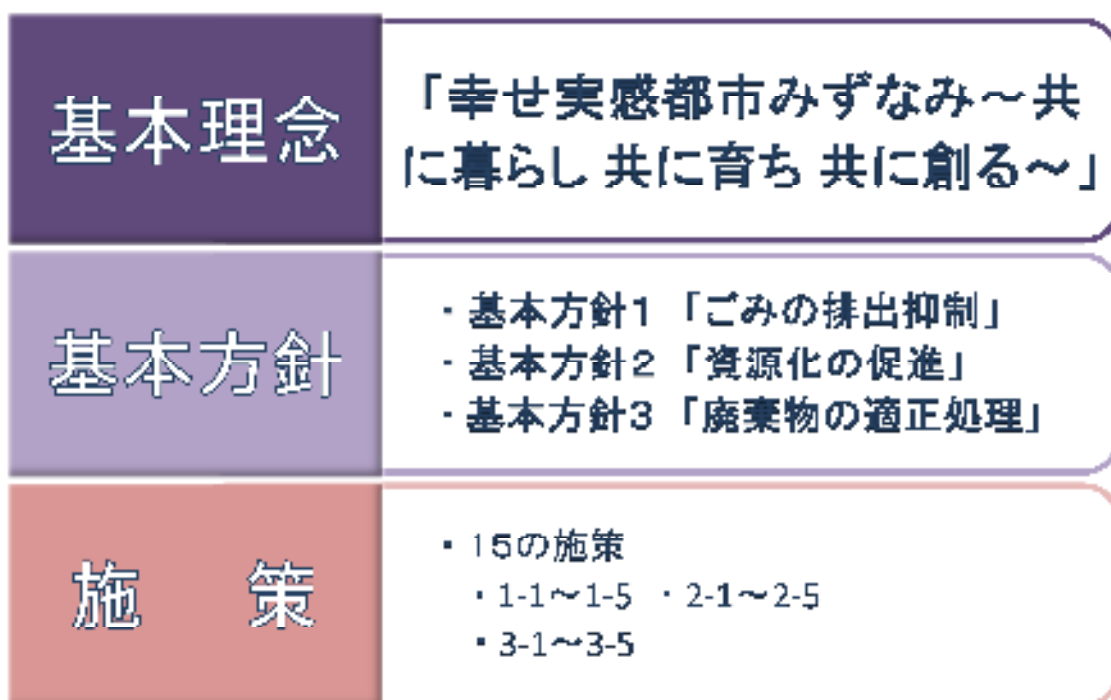 基本理念
「幸せ実感都市みずなみ～共
に暮らし 共に育ち 共に創る～」
基本方針
・基本方針1 「ごみの排出抑制」
・基本方針2 「資源化の促進」
・基本方針3 「廃棄物の適正処理」
施　策
・15の施策
・1-1～1-5 ・2-1～2-5
・3-1～3-5